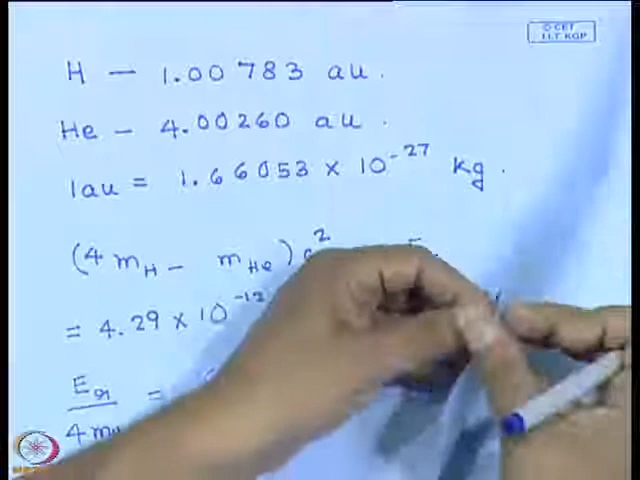 © CET
I.I.T. KGP
H — 1.00783 au.
He — 4.00260 au.
1au = 1.66053 × 10⁻²⁷ kg.
(4 m_H — m_He) c²
= 4.29 × 10⁻¹²
=
4m_H